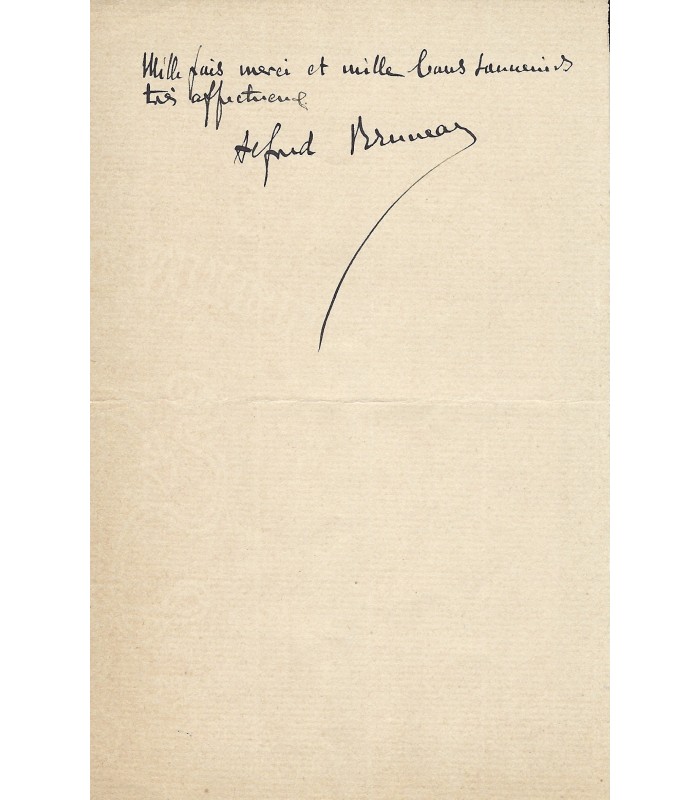 Mille fois merci et mille bons souvenirs
très affectueux
Alfred Bruneau